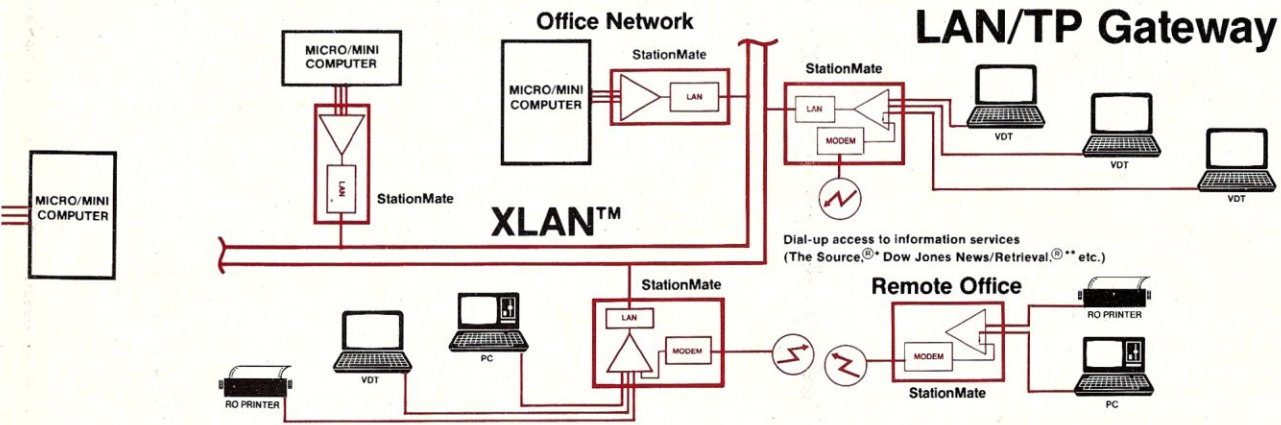 Office Network
LAN/TP Gateway
MICRO/MINI
COMPUTER
StationMate
MICRO/MINI
COMPUTER
LAN
StationMate
LAN
MODEM
VDT
VDT
VDT
LAN
StationMate
MICRO/MINI
COMPUTER
XLAN™
Dial-up access to information services
(The Source,®* Dow Jones News/Retrieval,®** etc.)
StationMate
LAN
MODEM
PC
VDT
RO PRINTER
Remote Office
MODEM
StationMate
RO PRINTER
PC